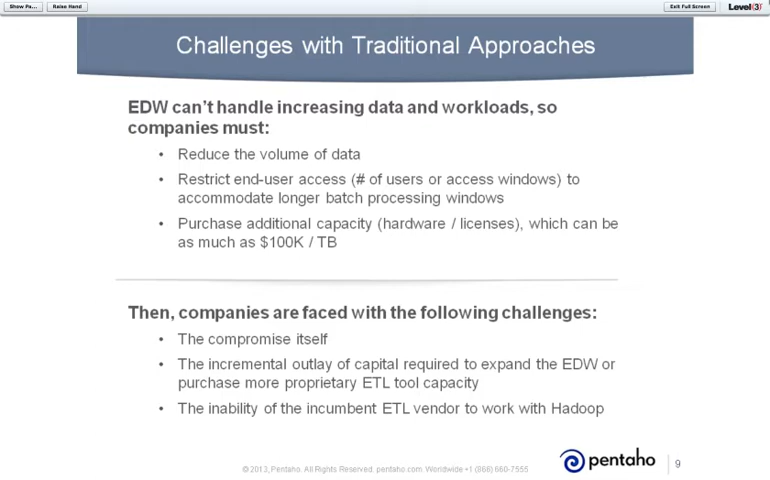 Show Pa... Raise Hand Exit Full Screen Level(3)
Challenges with Traditional Approaches
EDW can't handle increasing data and workloads, so
companies must:
• Reduce the volume of data
• Restrict end-user access (# of users or access windows) to
accommodate longer batch processing windows
• Purchase additional capacity (hardware / licenses), which can be
as much as $100K / TB
Then, companies are faced with the following challenges:
• The compromise itself
• The incremental outlay of capital required to expand the EDW or
purchase more proprietary ETL tool capacity
• The inability of the incumbent ETL vendor to work with Hadoop
© 2013, Pentaho. All Rights Reserved. pentaho.com. Worldwide +1 (866) 660-7555
pentaho 9